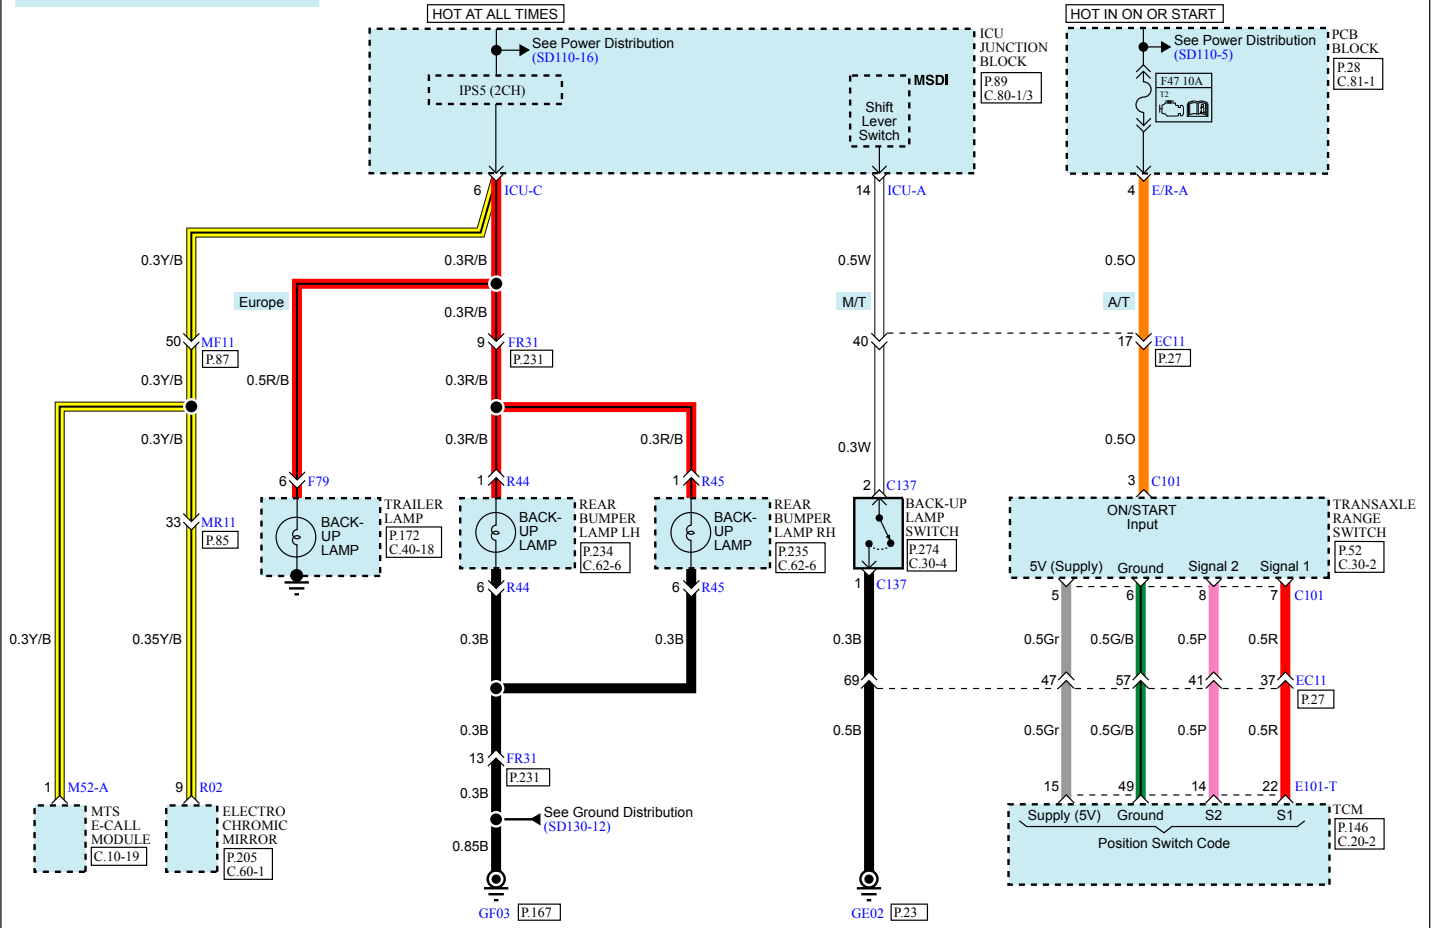 HOT AT ALL TIMES
HOT IN ON OR START
See Power Distribution
(SD110-16)
IPS5 (2CH)
MSDI
Shift
Lever
Switch
ICU
JUNCTION
BLOCK
P.89
C.80-1/3
See Power Distribution
(SD110-5)
F47 10A
T2
PCB
BLOCK
P.28
C.81-1
6 ICU-C
14 ICU-A
4 E/R-A
0.3Y/B
0.3R/B
0.5W
0.5O
Europe
0.3R/B
M/T
A/T
50 MF11
P.87
9 FR31
P.231
40
17 EC11
P.27
0.3Y/B
0.5R/B
0.3R/B
0.3Y/B
0.3R/B
0.3R/B
0.3W
0.5O
6 F79
1 R44
1 R45
2 C137
3 C101
33 MR11
P.85
BACK-
UP
LAMP
TRAILER
LAMP
P.172
C.40-18
BACK-
UP
LAMP
REAR
BUMPER
LAMP LH
P.234
C.62-6
BACK-
UP
LAMP
REAR
BUMPER
LAMP RH
P.235
C.62-6
BACK-UP
LAMP
SWITCH
P.274
C.30-4
ON/START
Input
5V (Supply)
Ground
Signal 2
Signal 1
TRANSAXLE
RANGE
SWITCH
P.52
C.30-2
6 R44
6 R45
1 C137
5
6
8
7 C101
0.3Y/B
0.35Y/B
0.3B
0.3B
0.3B
0.5Gr
0.5G/B
0.5P
0.5R
69
47
57
41
37 EC11
P.27
0.3B
0.5B
0.5Gr
0.5G/B
0.5P
0.5R
13 FR31
P.231
0.3B
1 M52-A
9 R02
15
49
14
22 E101-T
MTS
E-CALL
MODULE
C.10-19
ELECTRO
CHROMIC
MIRROR
P.205
C.60-1
See Ground Distribution
(SD130-12)
0.85B
Supply (5V)
Ground
S2
S1
Position Switch Code
TCM
P.146
C.20-2
GF03 P.167
GE02 P.23